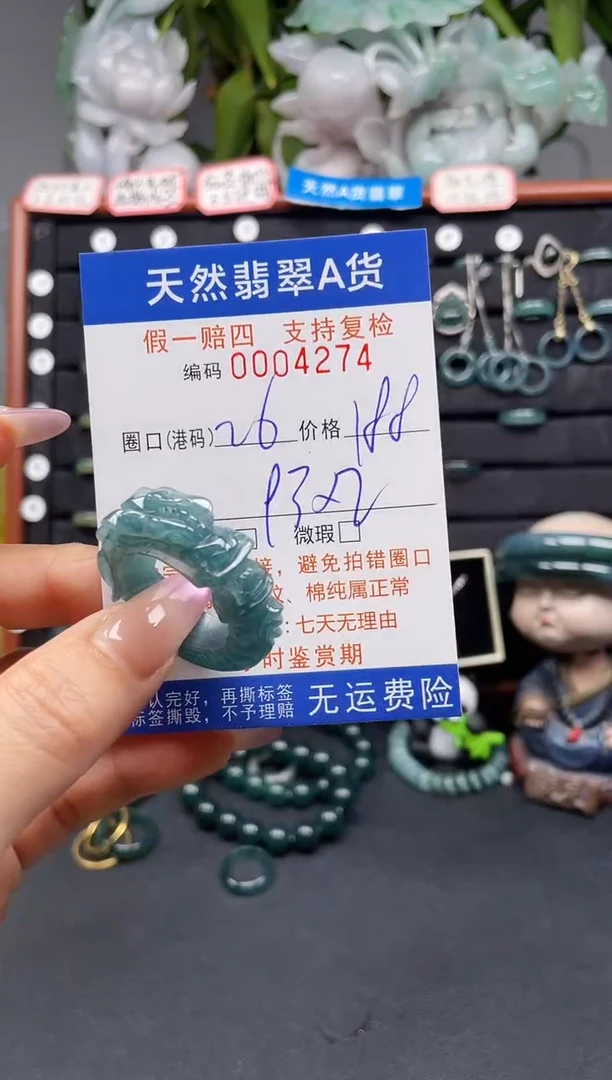 天然A货翡翠
天然翡翠A货
假一赔四 支持复检
编码 0004274
圈口(港码) 26 价格 188
微瑕
接，避免拍错圈口
纹、棉纯属正常
：七天无理由
时鉴赏期
认完好，再撕标签
标签撕毁，不予理赔
无运费险